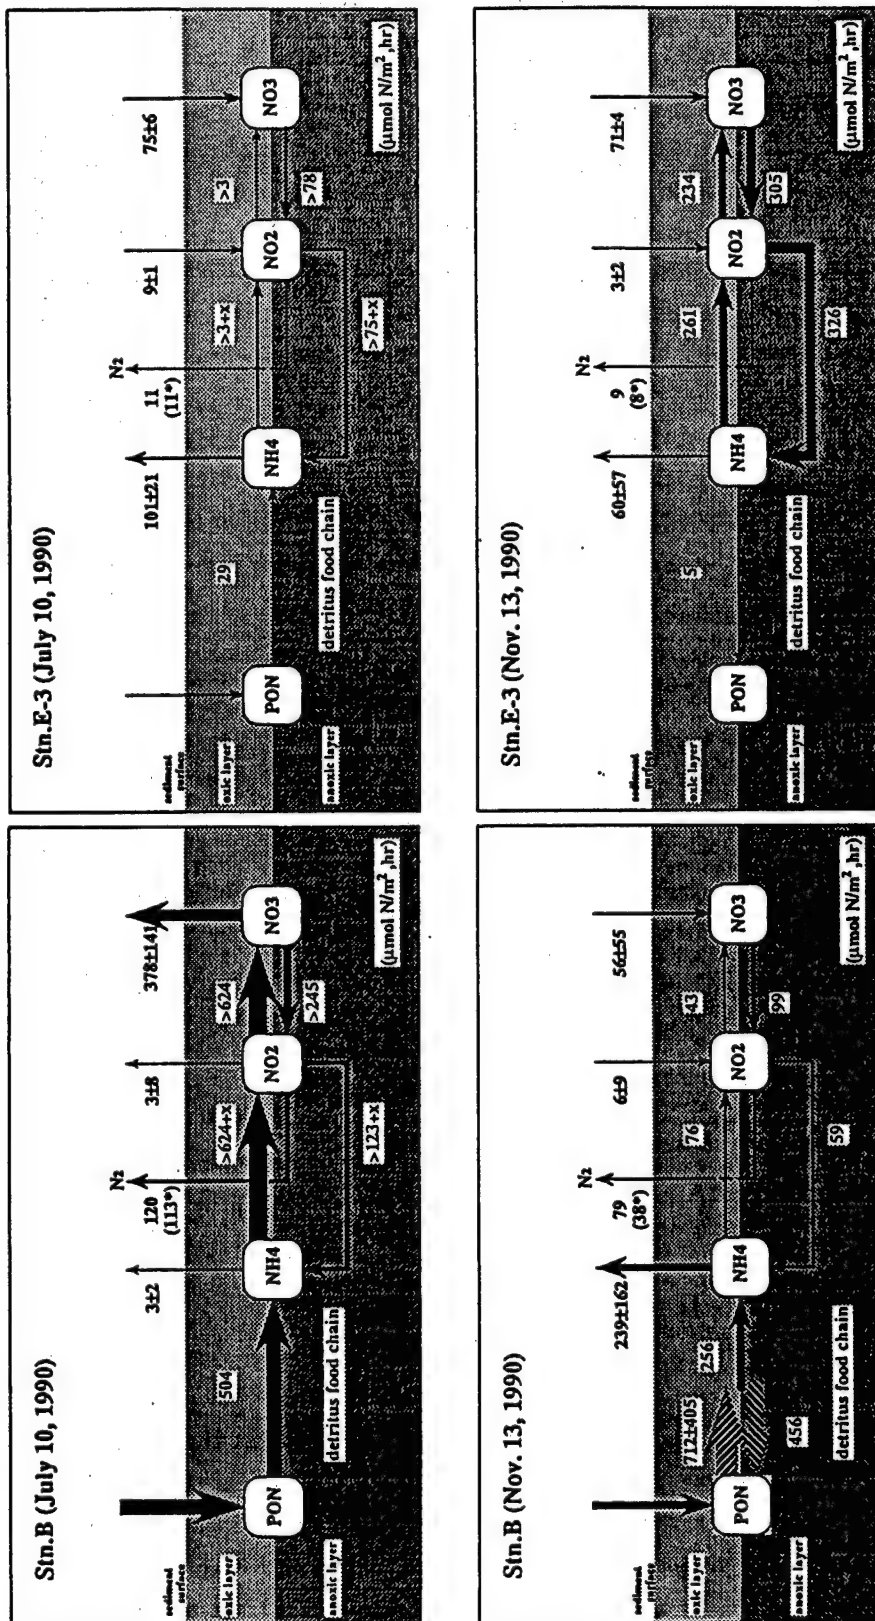 Stn.B (July 10, 1990)
3±2
N₂
120
(113*)
3±8
378±141
sediment
surface
oxic layer
504
>624+x
>624
PON
NH4
NO2
NO3
>245
>123+x
anoxic layer
detritus food chain
(μmol N/m²,hr)
Stn.E-3 (July 10, 1990)
101±21
N₂
11
(11*)
9±1
75±6
sediment
surface
oxic layer
29
>3+x
>3
PON
NH4
NO2
NO3
>78
>75+x
anoxic layer
detritus food chain
(μmol N/m²,hr)
Stn.B (Nov. 13, 1990)
239±162
N₂
79
(38*)
6±9
56±55
sediment
surface
oxic layer
712±405
256
76
43
PON
NH4
NO2
NO3
99
456
59
anoxic layer
detritus food chain
(μmol N/m²,hr)
Stn.E-3 (Nov. 13, 1990)
60±57
N₂
9
(8*)
3±2
71±4
sediment
surface
oxic layer
5
261
234
PON
NH4
NO2
NO3
305
326
anoxic layer
detritus food chain
(μmol N/m²,hr)